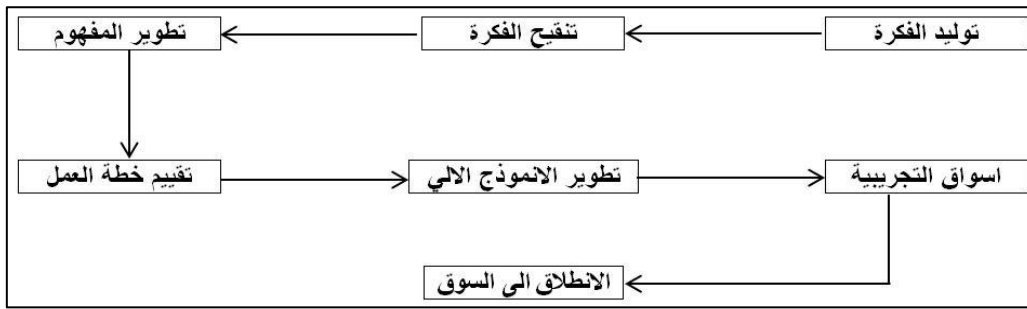 توليد الفكرة
تنقيح الفكرة
تطوير المفهوم
تقييم خطة العمل
تطوير الانموذج الالي
اسواق التجريبية
الانطلاق الى السوق